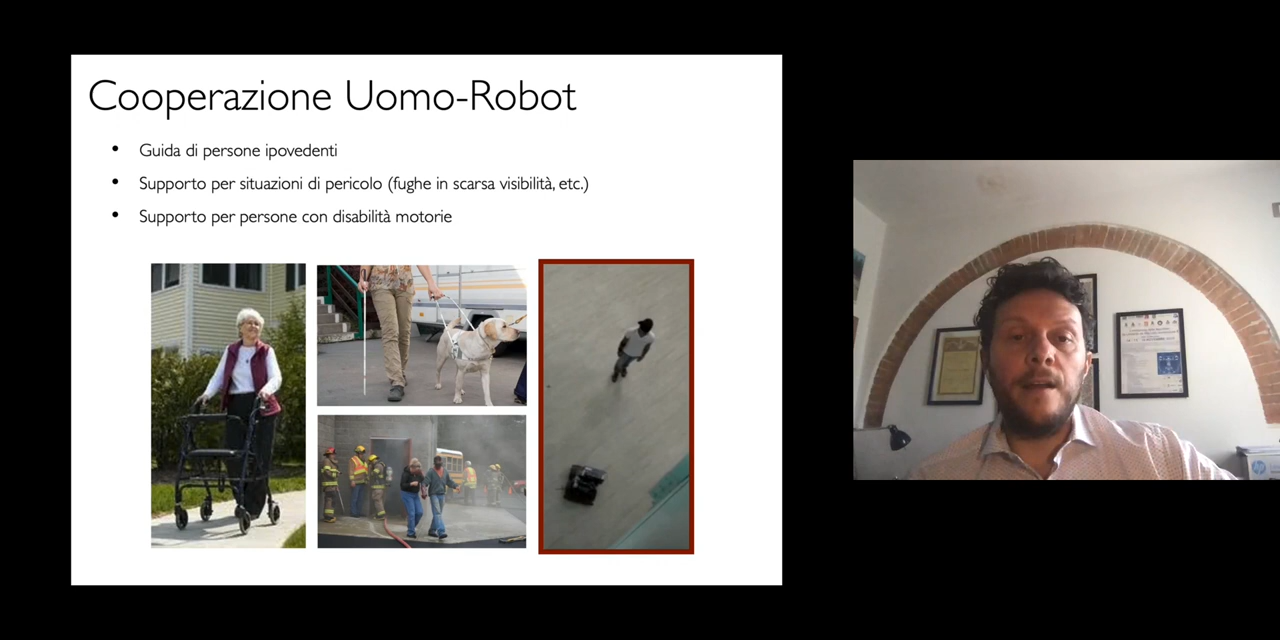 Cooperazione Uomo-Robot
• Guida di persone ipovedenti
• Supporto per situazioni di pericolo (fughe in scarsa visibilità, etc.)
• Supporto per persone con disabilità motorie
hp